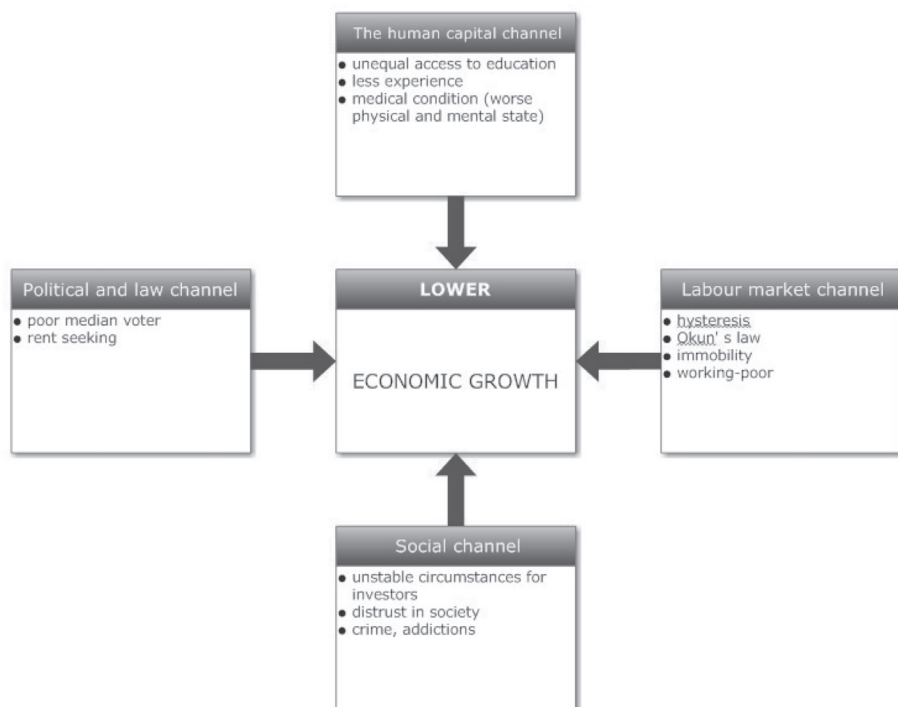 The human capital channel
● unequal access to education
● less experience
● medical condition (worse
physical and mental state)
Political and law channel
● poor median voter
● rent seeking
LOWER
ECONOMIC GROWTH
Labour market channel
● hysteresis
● Okun' s law
● immobility
● working-poor
Social channel
● unstable circumstances for
investors
● distrust in society
● crime, addictions